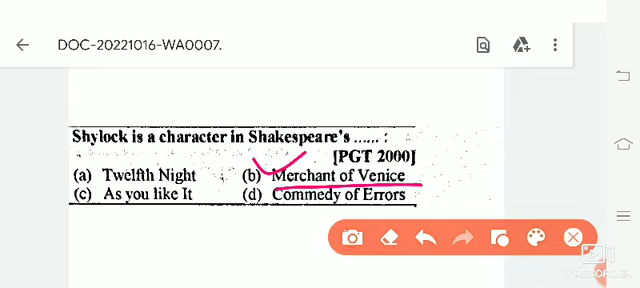 DOC-20221016-WA0007.
Shylock is a character in Shakespeare's ...... :
[PGT 2000]
(a) Twelfth Night (b) Merchant of Venice
(c) As you like It (d) Commedy of Errors
V RECORDER